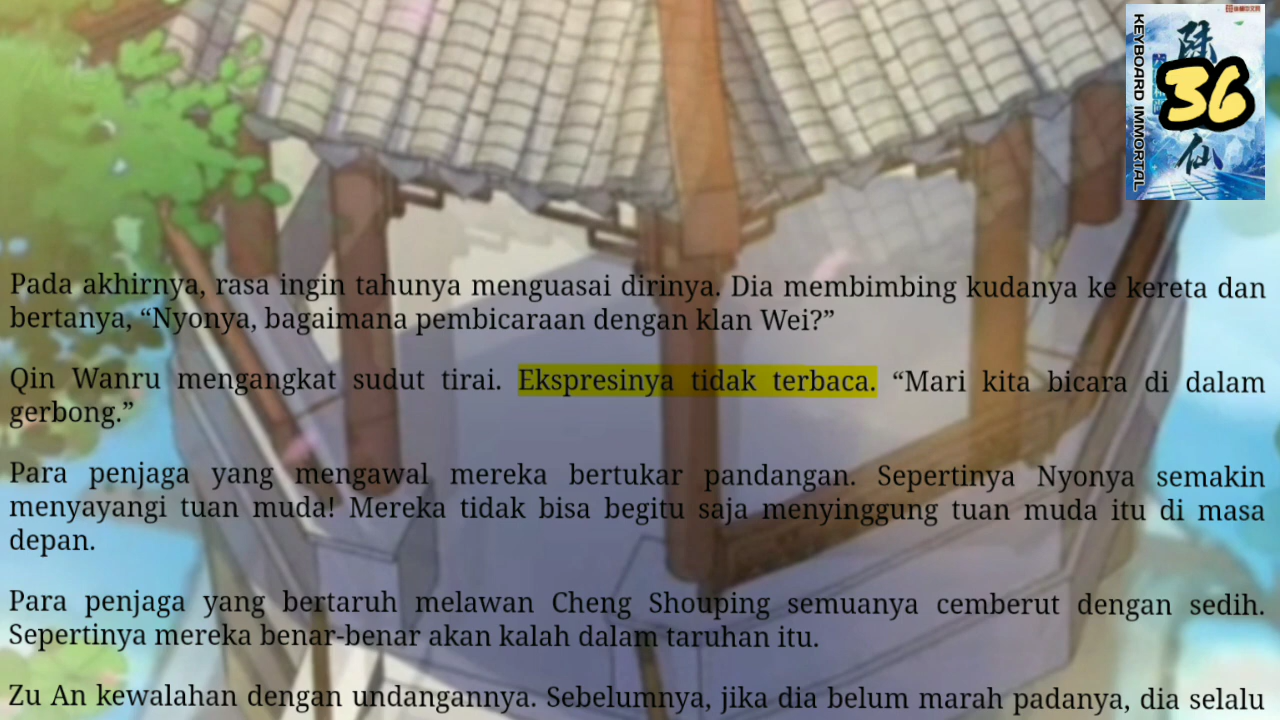 陆
仙
KEYBOARD IMMORTAL
36
Pada akhirnya, rasa ingin tahunya menguasai dirinya. Dia membimbing kudanya ke kereta dan
bertanya, “Nyonya, bagaimana pembicaraan dengan klan Wei?”
Qin Wanru mengangkat sudut tirai. Ekspresinya tidak terbaca. “Mari kita bicara di dalam
gerbong.”
Para penjaga yang mengawal mereka bertukar pandangan. Sepertinya Nyonya semakin
menyayangi tuan muda! Mereka tidak bisa begitu saja menyinggung tuan muda itu di masa
depan.
Para penjaga yang bertaruh melawan Cheng Shouping semuanya cemberut dengan sedih.
Sepertinya mereka benar-benar akan kalah dalam taruhan itu.
Zu An kewalahan dengan undangannya. Sebelumnya, jika dia belum marah padanya, dia selalu